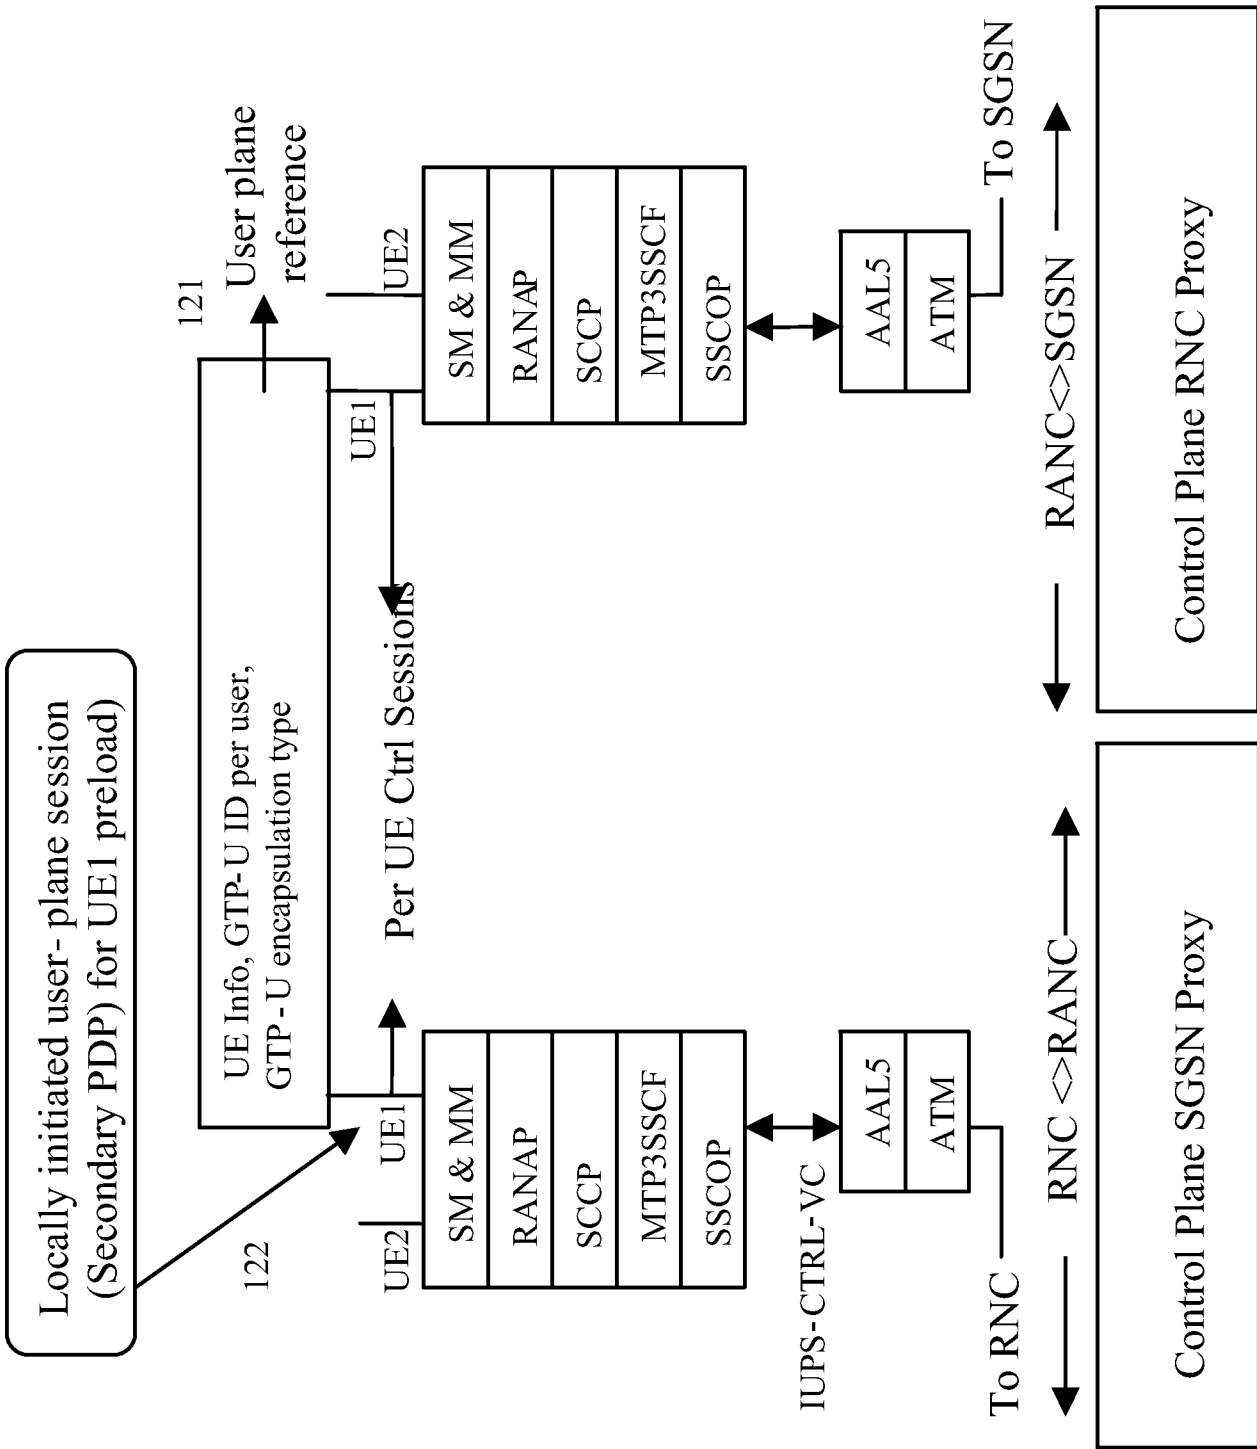 Locally initiated user- plane session
(Secondary PDP) for UE1 preload)
122
121
UE Info, GTP- U ID per user,
GTP - U encapsulation type
User plane
reference
UE2
UE1
UE1
UE2
Per UE Ctrl Sessions
SM & MM
RANAP
SCCP
MTP3SSCF
SSCOP
SM & MM
RANAP
SCCP
MTP3SSCF
SSCOP
IUPS- CTRL-VC
AAL5
ATM
AAL5
ATM
To RNC
To SGSN
RNC <>RANC
RANC<>SGSN
Control Plane SGSN Proxy
Control Plane RNC Proxy